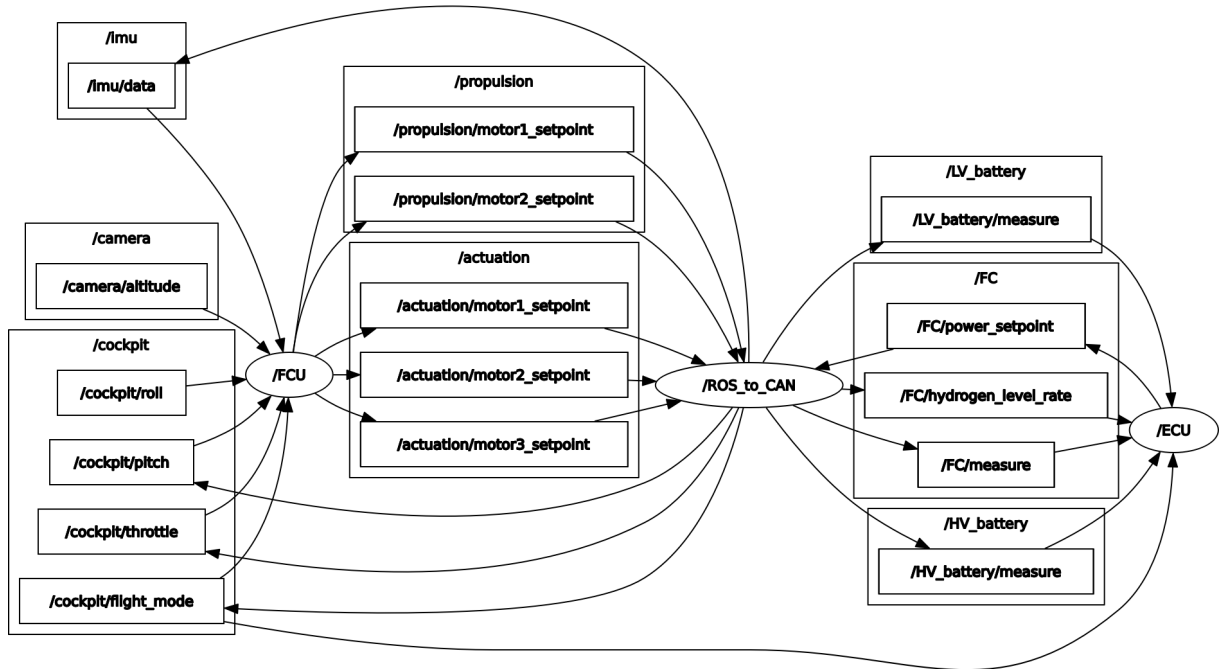 /imu
/imu/data
/propulsion
/propulsion/motor1_setpoint
/propulsion/motor2_setpoint
/camera
/camera/altitude
/actuation
/actuation/motor1_setpoint
/actuation/motor2_setpoint
/actuation/motor3_setpoint
/cockpit
/cockpit/roll
/cockpit/pitch
/cockpit/throttle
/cockpit/flight_mode
/FCU
/ROS_to_CAN
/LV_battery
/LV_battery/measure
/FC
/FC/power_setpoint
/FC/hydrogen_level_rate
/FC/measure
/HV_battery
/HV_battery/measure
/ECU